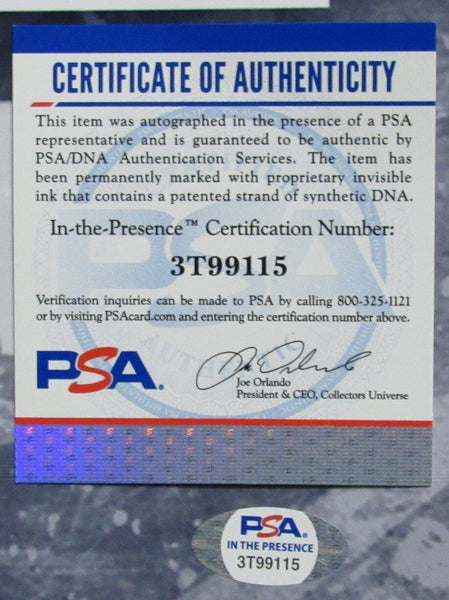 CERTIFICATE OF AUTHENTICITY
This item was autographed in the presence of a PSA
representative and is guaranteed to be authentic by
PSA/DNA Authentication Services. The item has
been permanently marked with proprietary invisible
ink that contains a patented strand of synthetic DNA.
In-the-Presence™ Certification Number:
3T99115
Verification inquiries can be made to PSA by calling 800-325-1121
or by visiting PSAcard.com and entering the certification number above.
PSA.
Joe Orlando
President & CEO, Collectors Universe
PSA
IN THE PRESENCE
3T99115